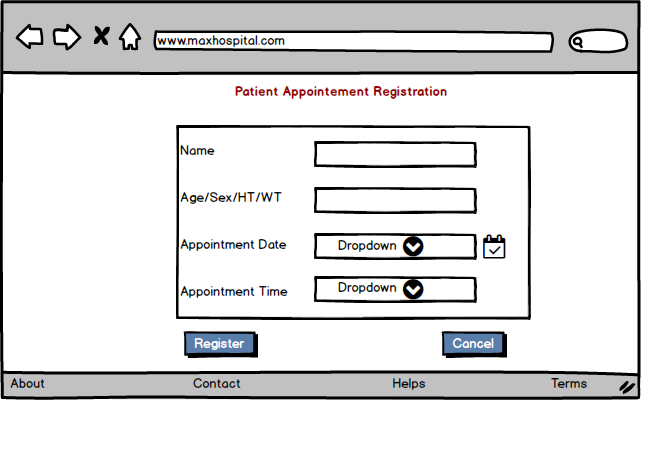 www.maxhospital.com
Patient Appointement Registration
Name
Age/Sex/HT/WT
Appointment Date Dropdown
Appointment Time Dropdown
Register Cancel
About Contact Helps Terms